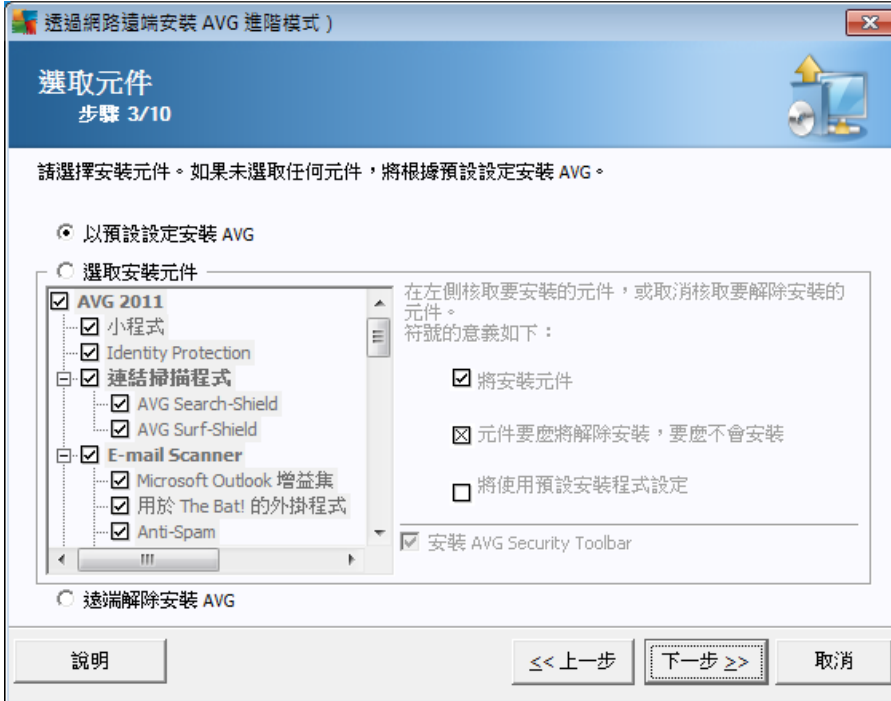 透過網路遠端安裝 AVG 進階模式 )
選取元件
步驟 3/10
請選擇安裝元件。如果未選取任何元件，將根據預設設定安裝 AVG。
以預設設定安裝 AVG
選取安裝元件
AVG 2011
小程式
Identity Protection
連結掃描程式
AVG Search-Shield
AVG Surf-Shield
E-mail Scanner
Microsoft Outlook 增益集
用於 The Bat! 的外掛程式
Anti-Spam
在左側核取要安裝的元件，或取消核取要解除安裝的
元件。
符號的意義如下：
將安裝元件
元件要麼將解除安裝，要麼不會安裝
將使用預設安裝程式設定
安裝 AVG Security Toolbar
遠端解除安裝 AVG
說明
<< 上一步
下一步 >>
取消